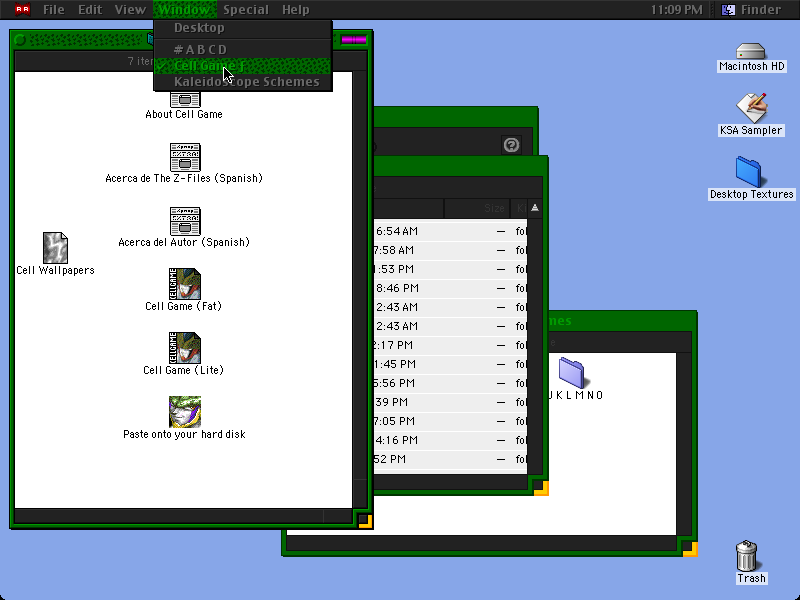 File Edit View Window Special Help 11:09 PM Finder
Desktop
# A B C D
Cell Game ƒ
Kaleidoscope Schemes
7 iter
About Cell Game
Acerca de The Z-Files (Spanish)
Acerca del Autor (Spanish)
Cell Wallpapers
Cell Game (Fat)
Cell Game (Lite)
Paste onto your hard disk
Size
6:54 AM — fol
7:58 AM — fol
1:53 PM — fol
8:46 PM — fol
2:43 AM — fol
2:43 AM — fol
2:17 PM — fol
1:45 PM — fol
5:56 PM — fol
39 PM — fol
7:05 PM — fol
4:16 PM — fol
52 PM — fol
mes
J K L M N O
Macintosh HD
KSA Sampler
Desktop Textures
Trash